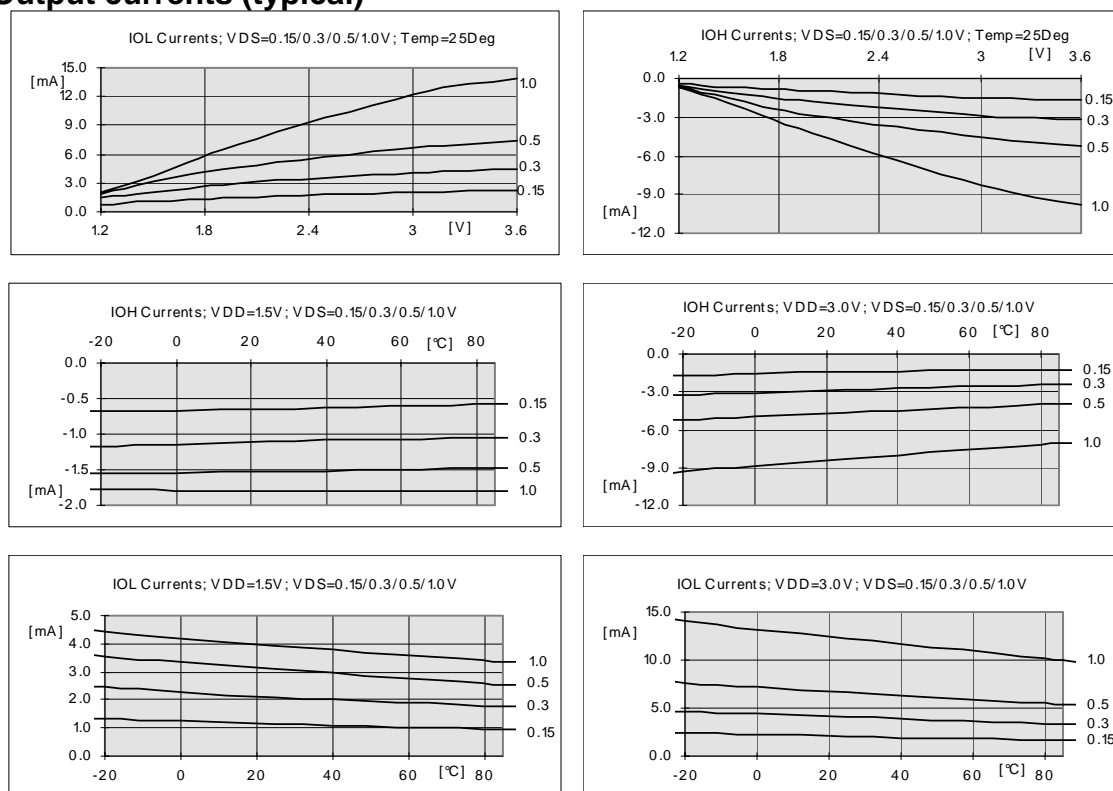 Output currents (typical)
IOL Currents; VDS=0.15/0.3/0.5/1.0V; Temp=25Deg
15.0
[mA]
12.0
9.0
6.0
3.0
0.0
1.0
0.5
0.3
0.15
1.2 1.8 2.4 3 [V] 3.6
IOH Currents; VDS=0.15/0.3/0.5/1.0V; Temp=25Deg
1.2 1.8 2.4 3 [V] 3.6
0.0
-3.0
-6.0
-9.0
[mA]
-12.0
0.15
0.3
0.5
1.0
IOH Currents; VDD=1.5V; VDS=0.15/0.3/0.5/1.0V
-20 0 20 40 60 [°C] 80
0.0
-0.5
-1.0
-1.5
[mA]
-2.0
0.15
0.3
0.5
1.0
IOH Currents; VDD=3.0V; VDS=0.15/0.3/0.5/1.0V
-20 0 20 40 60 [°C] 80
0.0
-3.0
-6.0
-9.0
[mA]
-12.0
0.15
0.3
0.5
1.0
IOL Currents; VDD=1.5V; VDS=0.15/0.3/0.5/1.0V
5.0
[mA]
4.0
3.0
2.0
1.0
0.0
1.0
0.5
0.3
0.15
-20 0 20 40 60 [°C] 80
IOL Currents; VDD=3.0V; VDS=0.15/0.3/0.5/1.0V
15.0
[mA]
10.0
5.0
0.0
1.0
0.5
0.3
0.15
-20 0 20 40 60 [°C] 80